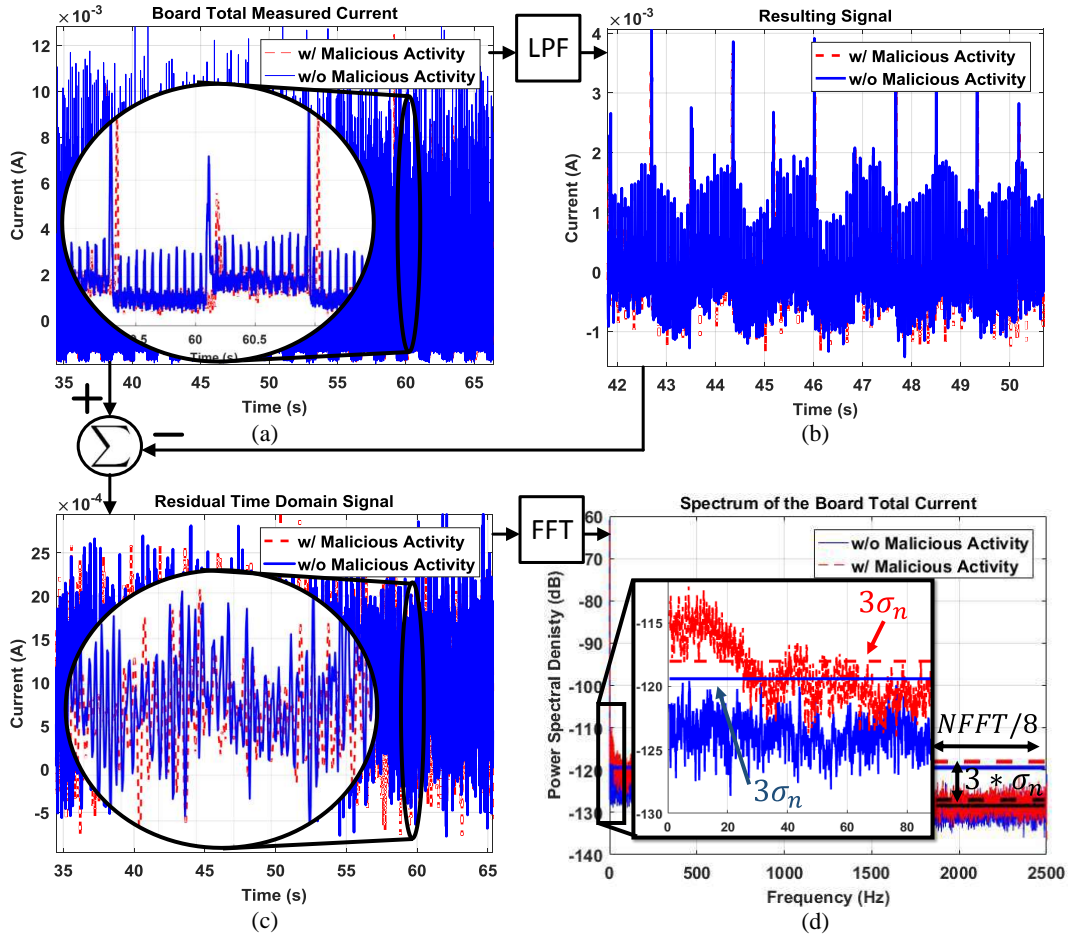 Board Total Measured Current
×10⁻³
w/ Malicious Activity
w/o Malicious Activity
12
10
8
6
4
2
0
Current (A)
60
60.5
Time (s)
35 40 45 50 55 60 65
Time (s)
(a)
LPF
Resulting Signal
×10⁻³
w/ Malicious Activity
w/o Malicious Activity
4
3
2
1
0
-1
Current (A)
42 43 44 45 46 47 48 49 50
Time (s)
(b)
+
Σ
−
Residual Time Domain Signal
×10⁻⁴
w/ Malicious Activity
w/o Malicious Activity
25
20
15
10
5
0
-5
Current (A)
35 40 45 50 55 60 65
Time (s)
(c)
FFT
Spectrum of the Board Total Current
w/o Malicious Activity
w/ Malicious Activity
-60
-70
-80
-90
-100
-110
-120
-130
-140
Power Spectral Denisty (dB)
-115
-120
-125
-130
0 20 40 60 80
3σₙ
3σₙ
NFFT/8
3 * σₙ
0 500 1000 1500 2000 2500
Frequency (Hz)
(d)